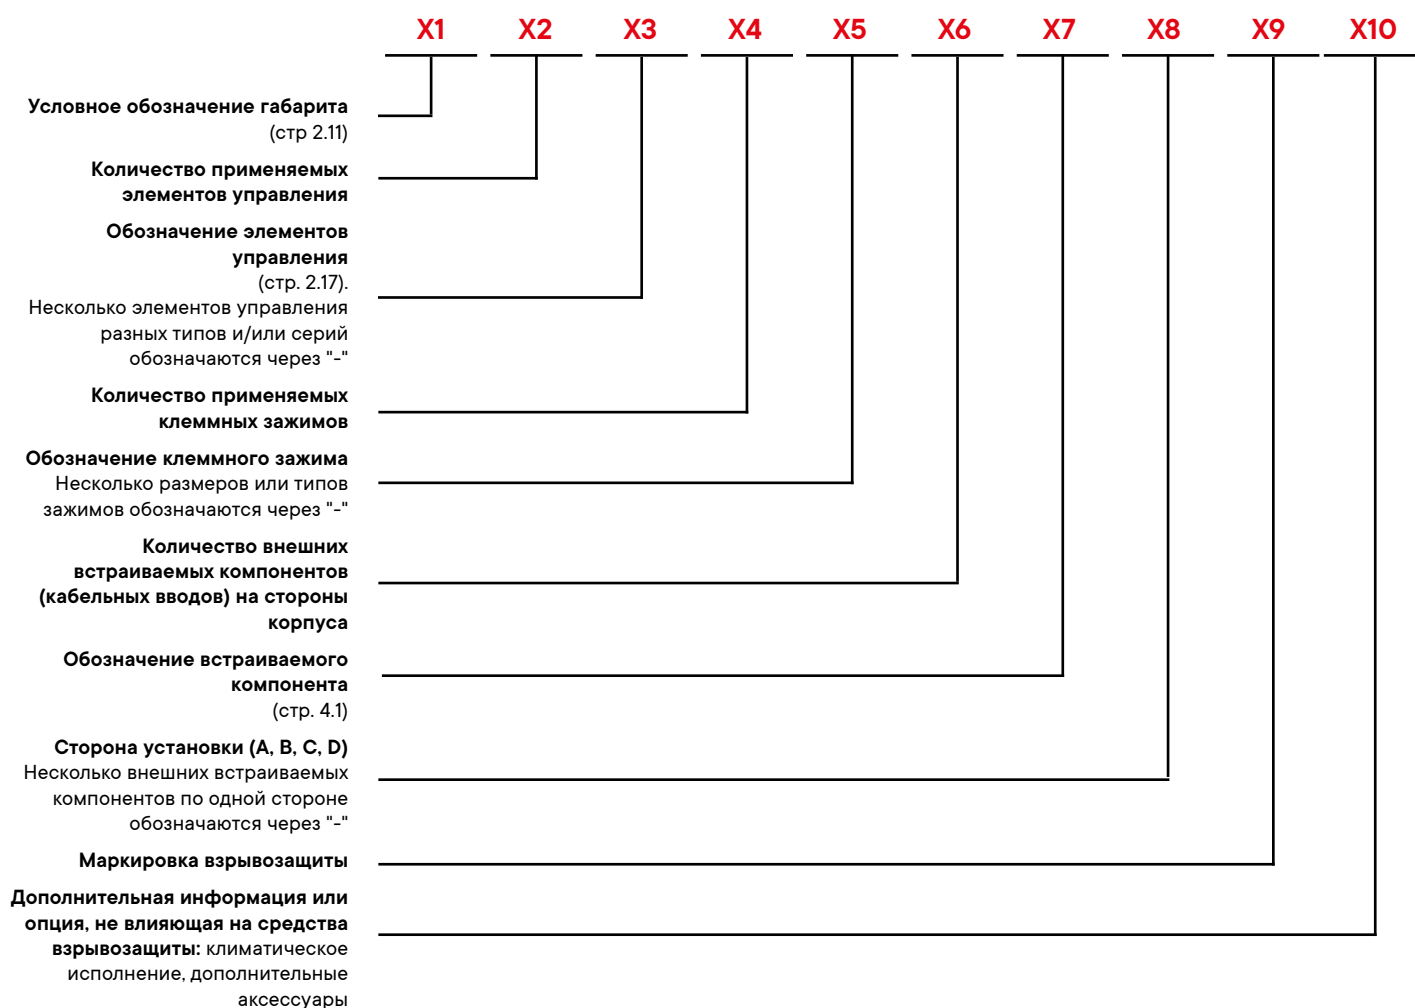 X1 X2 X3 X4 X5 X6 X7 X8 X9 X10
Условное обозначение габарита
(стр 2.11)
Количество применяемых
элементов управления
Обозначение элементов
управления
(стр. 2.17).
Несколько элементов управления
разных типов и/или серий
обозначаются через "-"
Количество применяемых
клеммных зажимов
Обозначение клеммного зажима
Несколько размеров или типов
зажимов обозначаются через "-"
Количество внешних
встраиваемых компонентов
(кабельных вводов) на стороны
корпуса
Обозначение встраиваемого
компонента
(стр. 4.1)
Сторона установки (A, B, C, D)
Несколько внешних встраиваемых
компонентов по одной стороне
обозначаются через "-"
Маркировка взрывозащиты
Дополнительная информация или
опция, не влияющая на средства
взрывозащиты: климатическое
исполнение, дополнительные
аксессуары